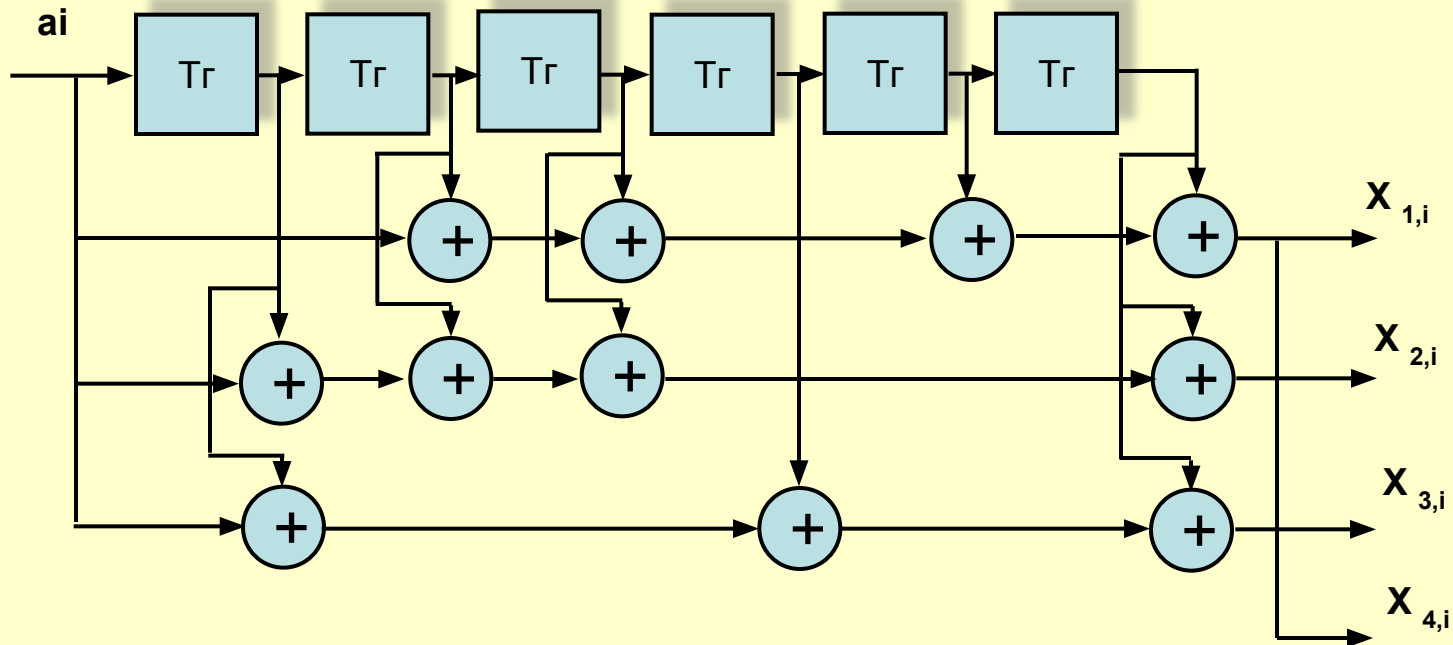 ai
Тг Тг Тг Тг Тг Тг
+ + + +
X 1,i
+ + + +
X 2,i
+ + +
X 3,i
X 4,i